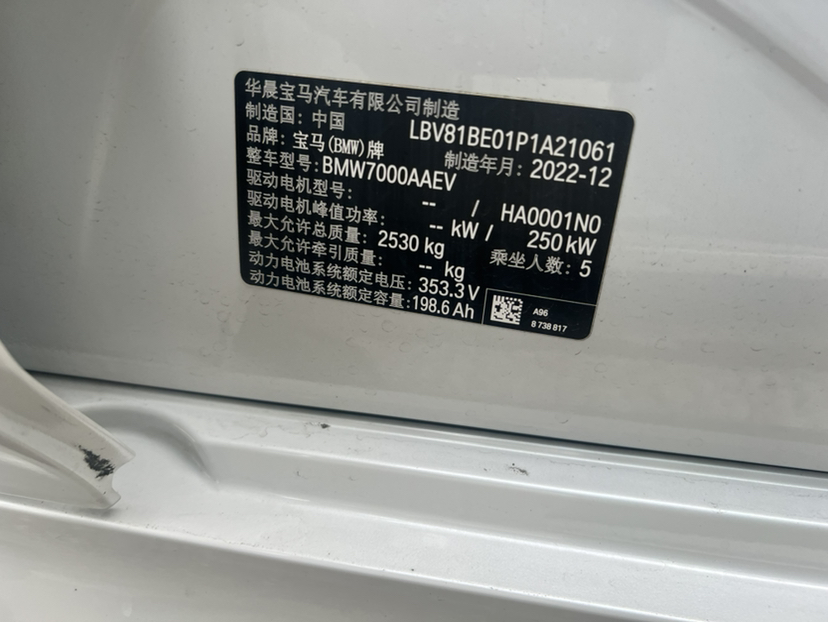 华晨宝马汽车有限公司制造
制造国: 中国 LBV81BE01P1A21061
品牌: 宝马(BMW)牌 制造年月: 2022-12
整车型号: BMW7000AAEV
驱动电机型号: -- / HA0001N0
驱动电机峰值功率: -- kW / 250 kW
最大允许总质量: 2530 kg 乘坐人数: 5
最大允许牵引质量: -- kg
动力电池系统额定电压: 353.3 V
动力电池系统额定容量: 198.6 Ah
A96
8 738 817